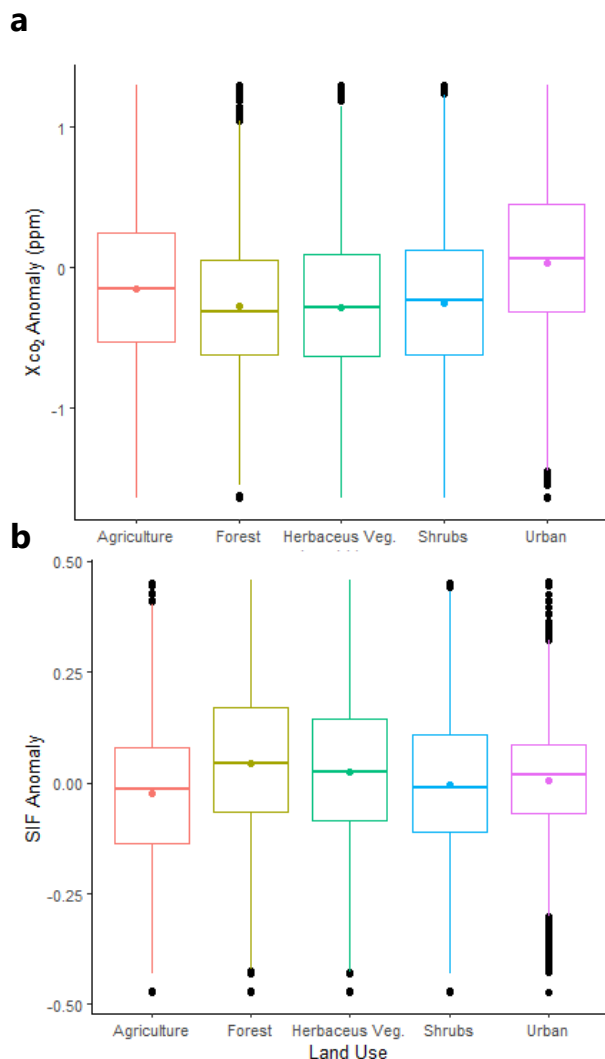 a
Xco₂ Anomaly (ppm)
1
0
-1
Agriculture Forest Herbaceus Veg. Shrubs Urban
b
SIF Anomaly
0.50
0.25
0.00
-0.25
-0.50
Agriculture Forest Herbaceus Veg. Shrubs Urban
Land Use